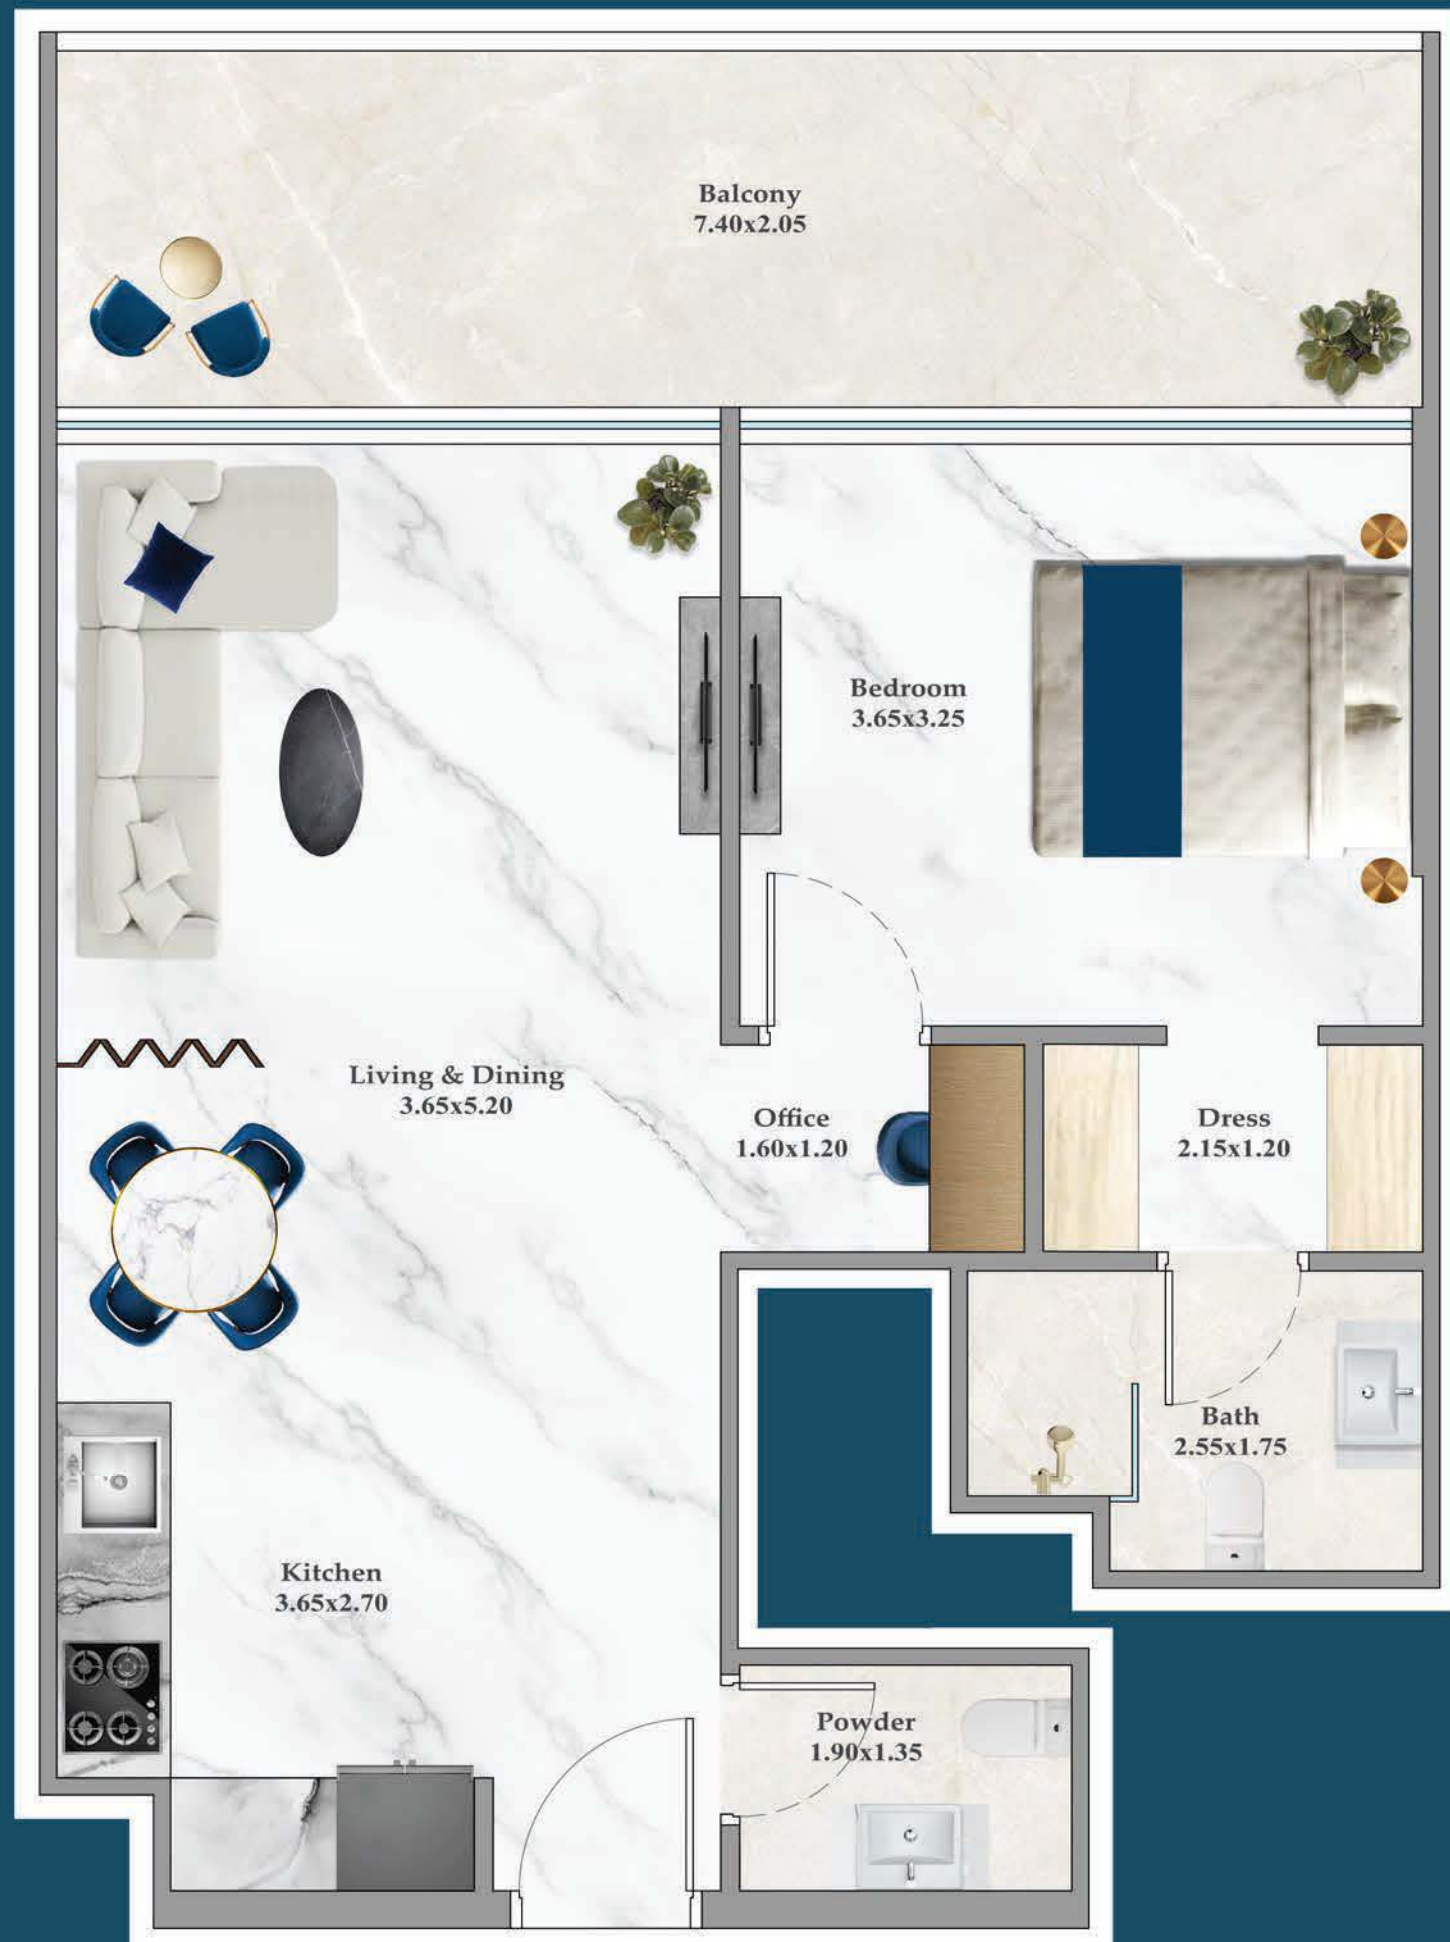 Balcony
7.40x2.05
Bedroom
3.65x3.25
Living & Dining
3.65x5.20
Office
1.60x1.20
Dress
2.15x1.20
Bath
2.55x1.75
Kitchen
3.65x2.70
Powder
1.90x1.35